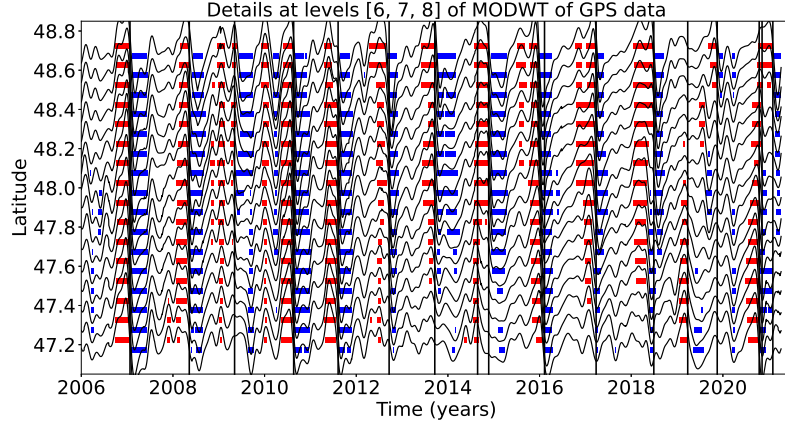 Details at levels [6, 7, 8] of MODWT of GPS data
48.8
48.6
48.4
48.2
48.0
47.8
47.6
47.4
47.2
Latitude
2006 2008 2010 2012 2014 2016 2018 2020
Time (years)